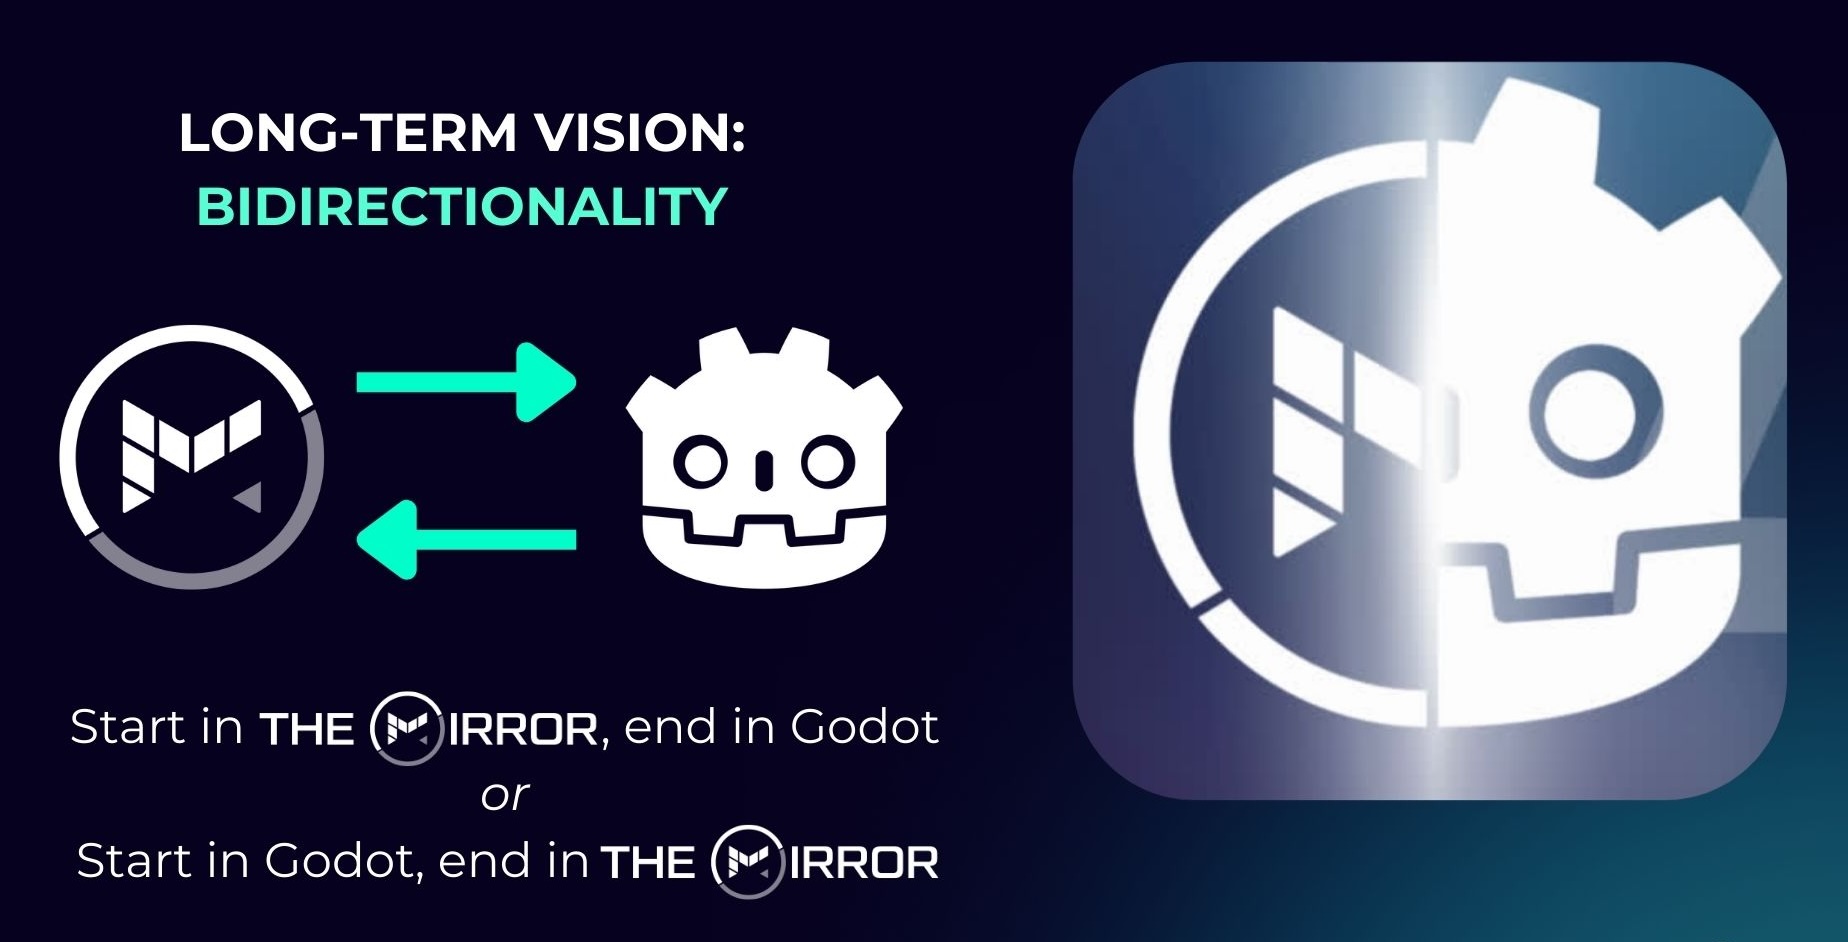 LONG-TERM VISION:
BIDIRECTIONALITY
Start in THE MIRROR, end in Godot
or
Start in Godot, end in THE MIRROR